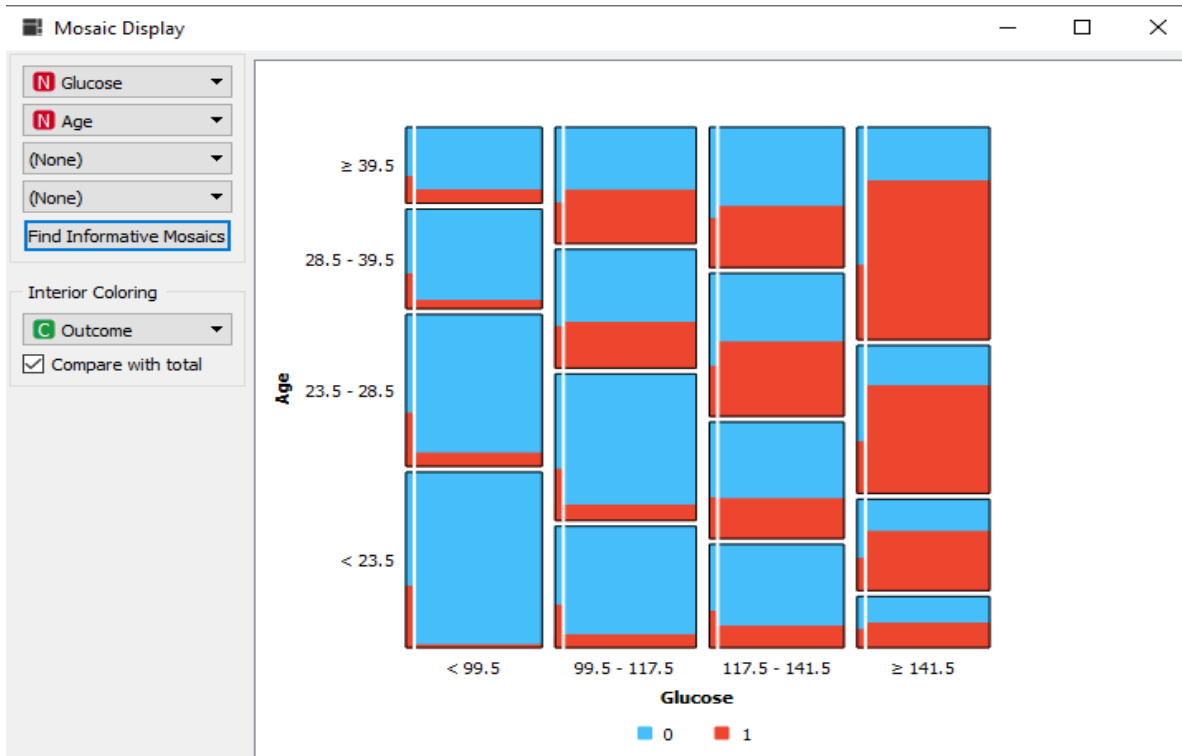 Mosaic Display
N Glucose
N Age
(None)
(None)
Find Informative Mosaics
Interior Coloring
C Outcome
Compare with total
≥ 39.5
28.5 - 39.5
23.5 - 28.5
< 23.5
Age
< 99.5
99.5 - 117.5
117.5 - 141.5
≥ 141.5
Glucose
0 1